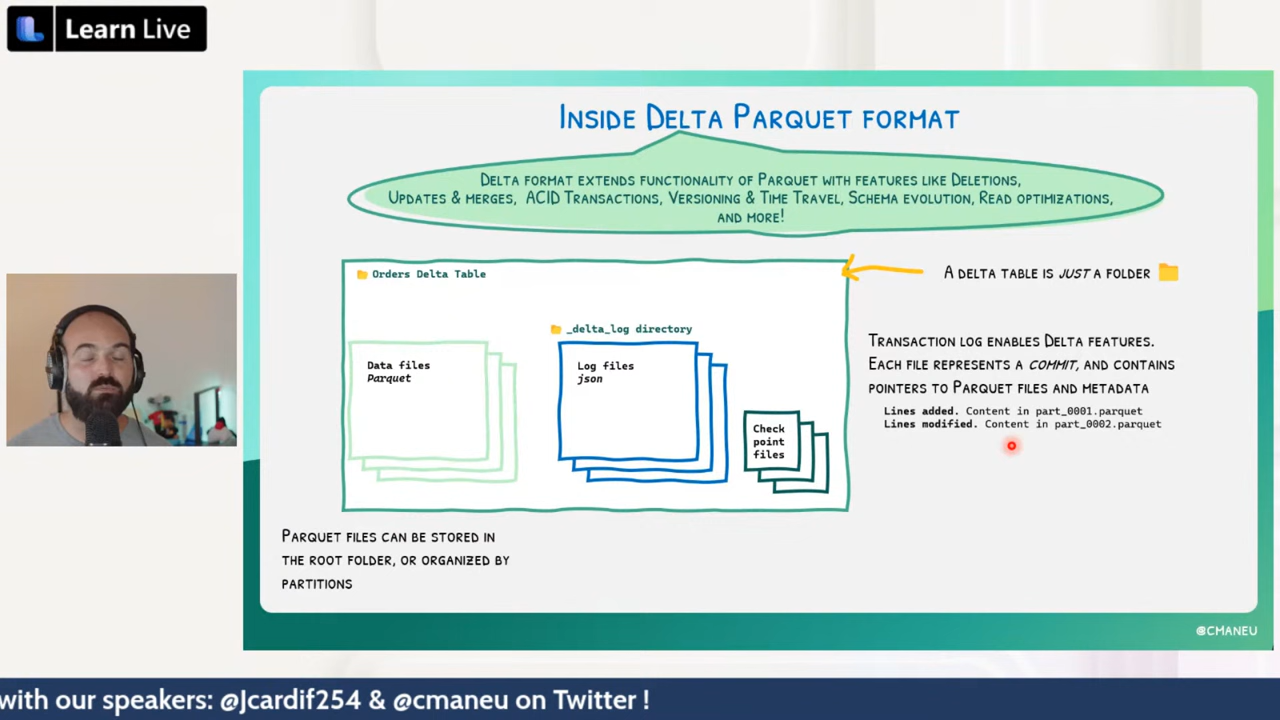 Learn Live
Inside Delta Parquet format
Delta format extends functionality of Parquet with features like Deletions,
Updates & merges, ACID Transactions, Versioning & Time Travel, Schema evolution, Read optimizations,
and more!
Orders Delta Table
A delta table is just a folder
_delta_log directory
Data files
Parquet
Log files
json
Check
point
files
Transaction log enables Delta features.
Each file represents a commit, and contains
pointers to Parquet files and metadata
Lines added. Content in part_0001.parquet
Lines modified. Content in part_0002.parquet
Parquet files can be stored in
the root folder, or organized by
partitions
@cmaneu
with our speakers: @Jcardif254 & @cmaneu on Twitter !